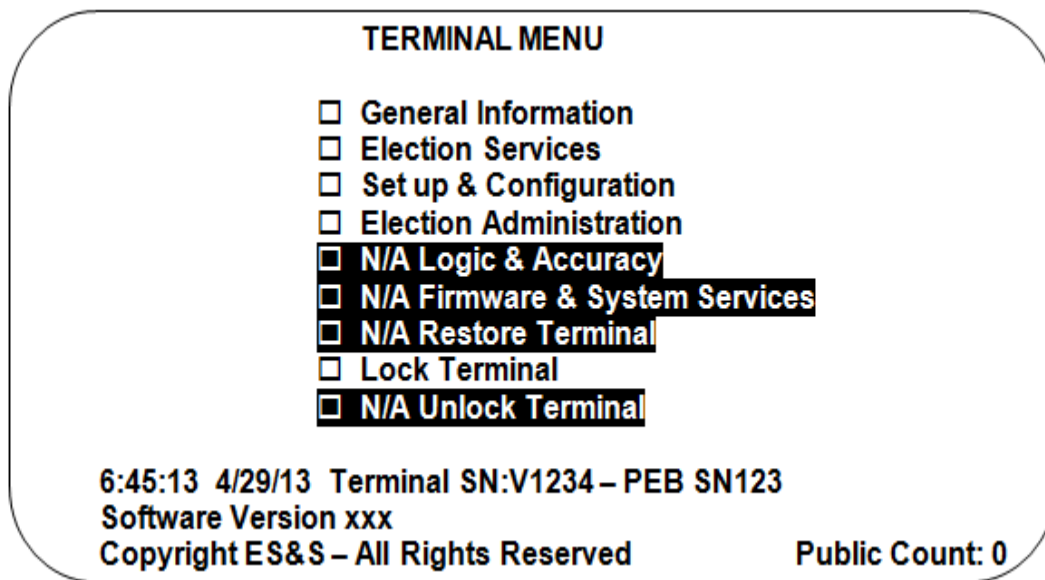 TERMINAL MENU
☐ General Information
☐ Election Services
☐ Set up & Configuration
☐ Election Administration
☐ N/A Logic & Accuracy
☐ N/A Firmware & System Services
☐ N/A Restore Terminal
☐ Lock Terminal
☐ N/A Unlock Terminal
6:45:13 4/29/13 Terminal SN:V1234 – PEB SN123
Software Version xxx
Copyright ES&S – All Rights Reserved Public Count: 0